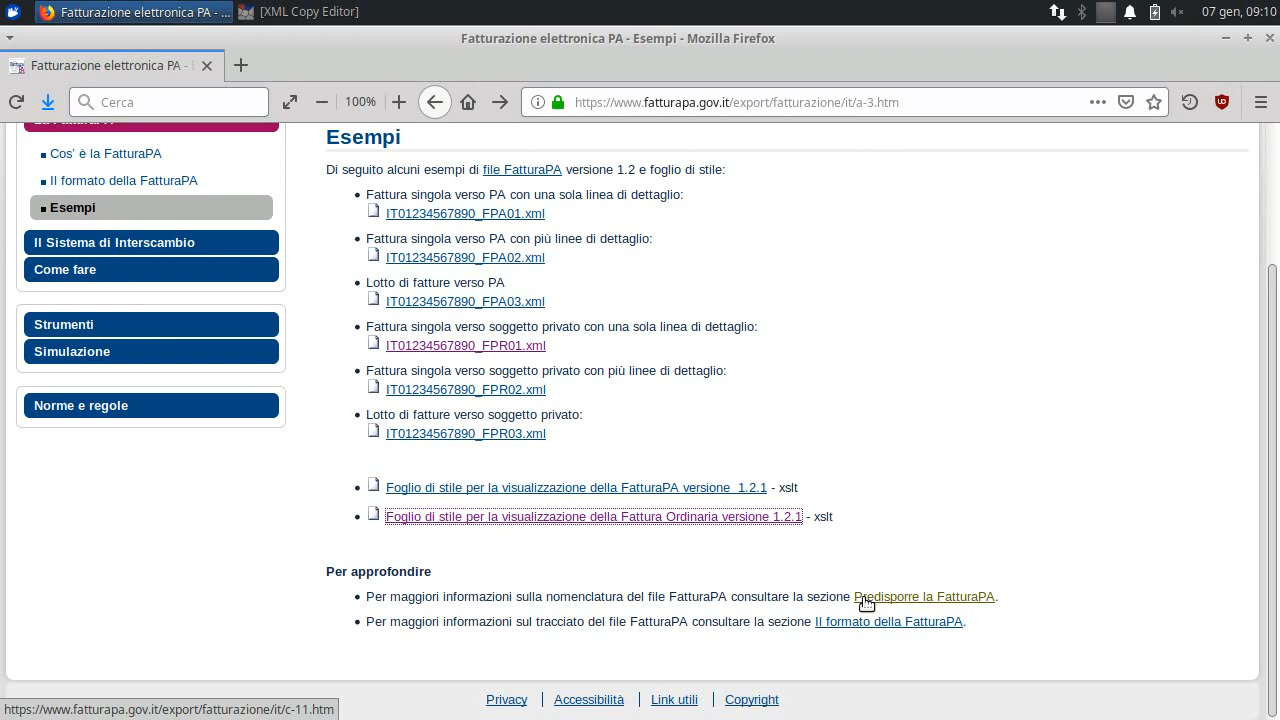 Fatturazione elettronica PA - ...
[XML Copy Editor]
07 gen, 09:10
Fatturazione elettronica PA - Esempi - Mozilla Firefox
Fatturazione elettronica PA -
Cerca
100%
https://www.fatturapa.gov.it/export/fatturazione/it/a-3.htm
Cos' è la FatturaPA
Il formato della FatturaPA
Esempi
Il Sistema di Interscambio
Come fare
Strumenti
Simulazione
Norme e regole
Esempi
Di seguito alcuni esempi di file FatturaPA versione 1.2 e foglio di stile:
Fattura singola verso PA con una sola linea di dettaglio:
IT01234567890_FPA01.xml
Fattura singola verso PA con più linee di dettaglio:
IT01234567890_FPA02.xml
Lotto di fatture verso PA
IT01234567890_FPA03.xml
Fattura singola verso soggetto privato con una sola linea di dettaglio:
IT01234567890_FPR01.xml
Fattura singola verso soggetto privato con più linee di dettaglio:
IT01234567890_FPR02.xml
Lotto di fatture verso soggetto privato:
IT01234567890_FPR03.xml
Foglio di stile per la visualizzazione della FatturaPA versione 1.2.1 - xslt
Foglio di stile per la visualizzazione della Fattura Ordinaria versione 1.2.1 - xslt
Per approfondire
Per maggiori informazioni sulla nomenclatura del file FatturaPA consultare la sezione Predisporre la FatturaPA.
Per maggiori informazioni sul tracciato del file FatturaPA consultare la sezione Il formato della FatturaPA.
Privacy
Accessibilità
Link utili
Copyright
https://www.fatturapa.gov.it/export/fatturazione/it/c-11.htm